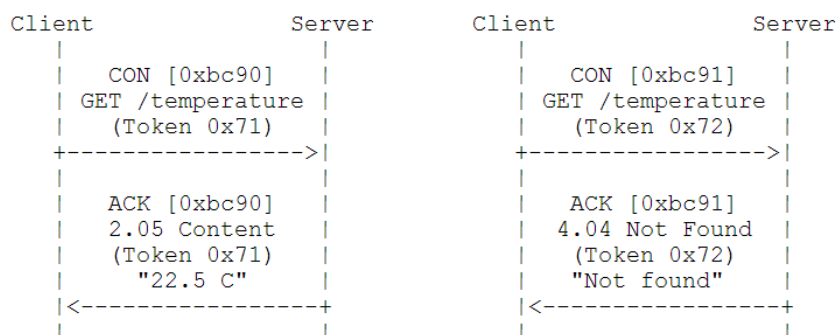 Client Server Client Server
CON [0xbc90] CON [0xbc91]
GET /temperature GET /temperature
(Token 0x71) (Token 0x72)
ACK [0xbc90] ACK [0xbc91]
2.05 Content 4.04 Not Found
(Token 0x71) (Token 0x72)
"22.5 C" "Not found"